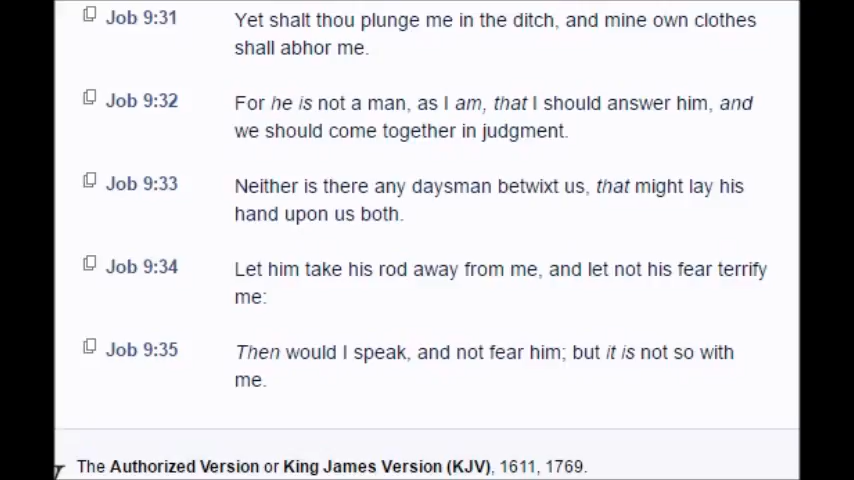 Job 9:31 Yet shalt thou plunge me in the ditch, and mine own clothes
shall abhor me.
Job 9:32 For he is not a man, as I am, that I should answer him, and
we should come together in judgment.
Job 9:33 Neither is there any daysman betwixt us, that might lay his
hand upon us both.
Job 9:34 Let him take his rod away from me, and let not his fear terrify
me:
Job 9:35 Then would I speak, and not fear him; but it is not so with
me.
The Authorized Version or King James Version (KJV), 1611, 1769.